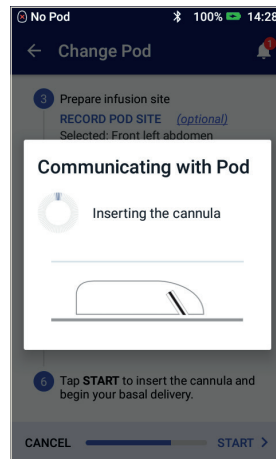 No Pod 100% 14:28
Change Pod 1
3 Prepare infusion site
RECORD POD SITE (optional)
Selected: Front left abdomen
Communicating with Pod
Inserting the cannula
6 Tap START to insert the cannula and
begin your basal delivery.
CANCEL START